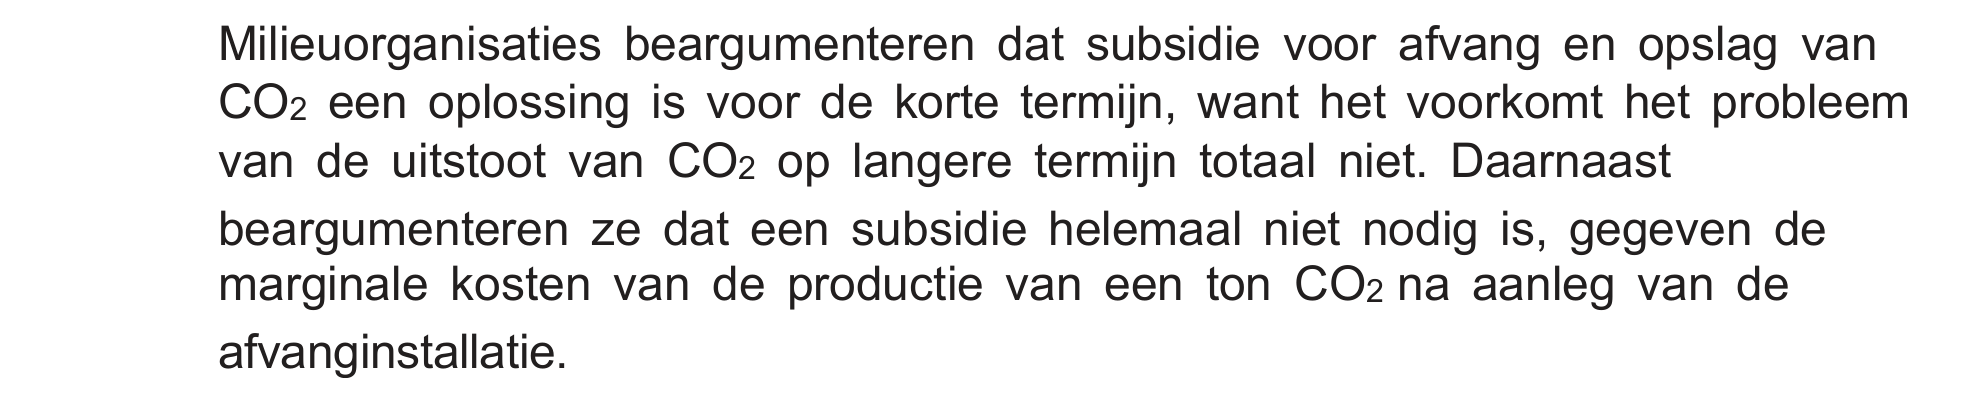 Milieuorganisaties beargumenteren dat subsidie voor afvang en opslag van
CO2 een oplossing is voor de korte termijn, want het voorkomt het probleem
van de uitstoot van CO2 op langere termijn totaal niet. Daarnaast
beargumenteren ze dat een subsidie helemaal niet nodig is, gegeven de
marginale kosten van de productie van een ton CO2 na aanleg van de
afvanginstallatie.